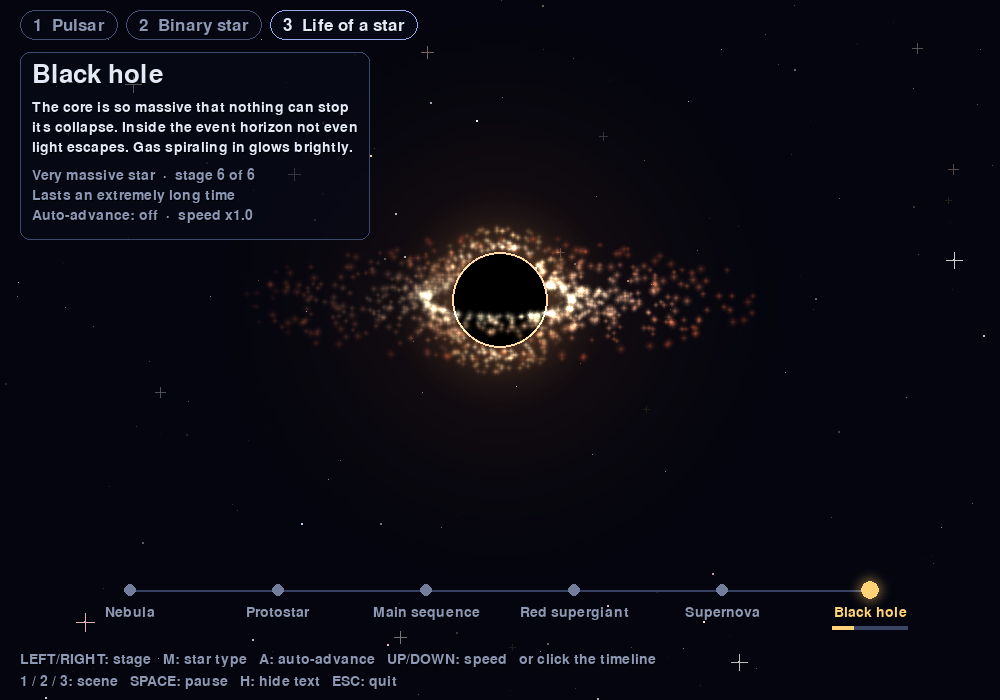 1 Pulsar
2 Binary star
3 Life of a star
Black hole
The core is so massive that nothing can stop
its collapse. Inside the event horizon not even
light escapes. Gas spiraling in glows brightly.
Very massive star · stage 6 of 6
Lasts an extremely long time
Auto-advance: off · speed x1.0
Nebula
Protostar
Main sequence
Red supergiant
Supernova
Black hole
LEFT/RIGHT: stage M: star type A: auto-advance UP/DOWN: speed or click the timeline
1 / 2 / 3: scene SPACE: pause H: hide text ESC: quit